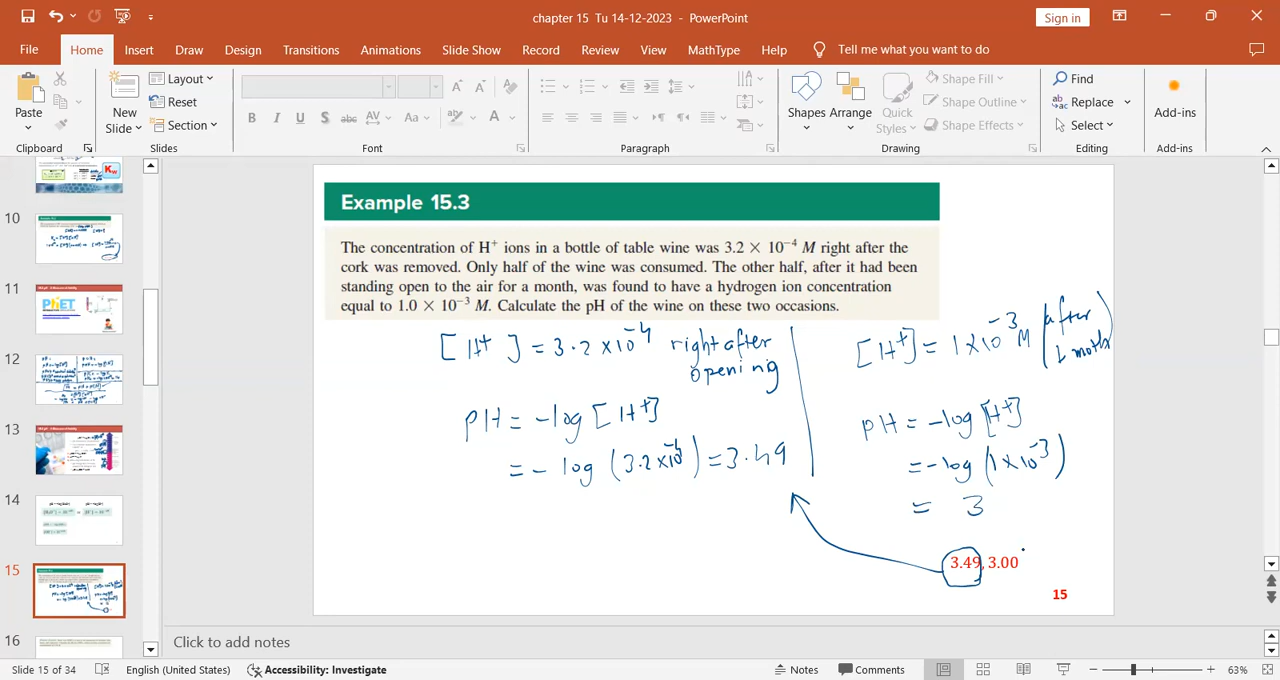 chapter 15 Tu 14-12-2023 - PowerPoint
Sign in
File Home Insert Draw Design Transitions Animations Slide Show Record Review View MathType Help Tell me what you want to do
Paste
Clipboard
New Slide
Layout
Reset
Section
Slides
B I U S abc AV Aa A
Font
Paragraph
Shapes Arrange Quick Styles
Shape Fill
Shape Outline
Shape Effects
Drawing
Find
Replace
Select
Editing
Add-ins
Add-ins
Kw
10
11
PhET
12
13
14
15
16
Example 15.3
The concentration of H⁺ ions in a bottle of table wine was 3.2 × 10⁻⁴ M right after the
cork was removed. Only half of the wine was consumed. The other half, after it had been
standing open to the air for a month, was found to have a hydrogen ion concentration
equal to 1.0 × 10⁻³ M. Calculate the pH of the wine on these two occasions.
[H⁺] = 3.2 × 10⁻⁴ right after
opening
pH = -log [H⁺]
= - log (3.2×10⁻⁴) = 3.49
[H⁺] = 1×10⁻³ M (after
1 moth)
pH = -log [H⁺]
= -log (1×10⁻³)
= 3
3.49, 3.00
15
Click to add notes
Slide 15 of 34 English (United States) Accessibility: Investigate Notes Comments 63%